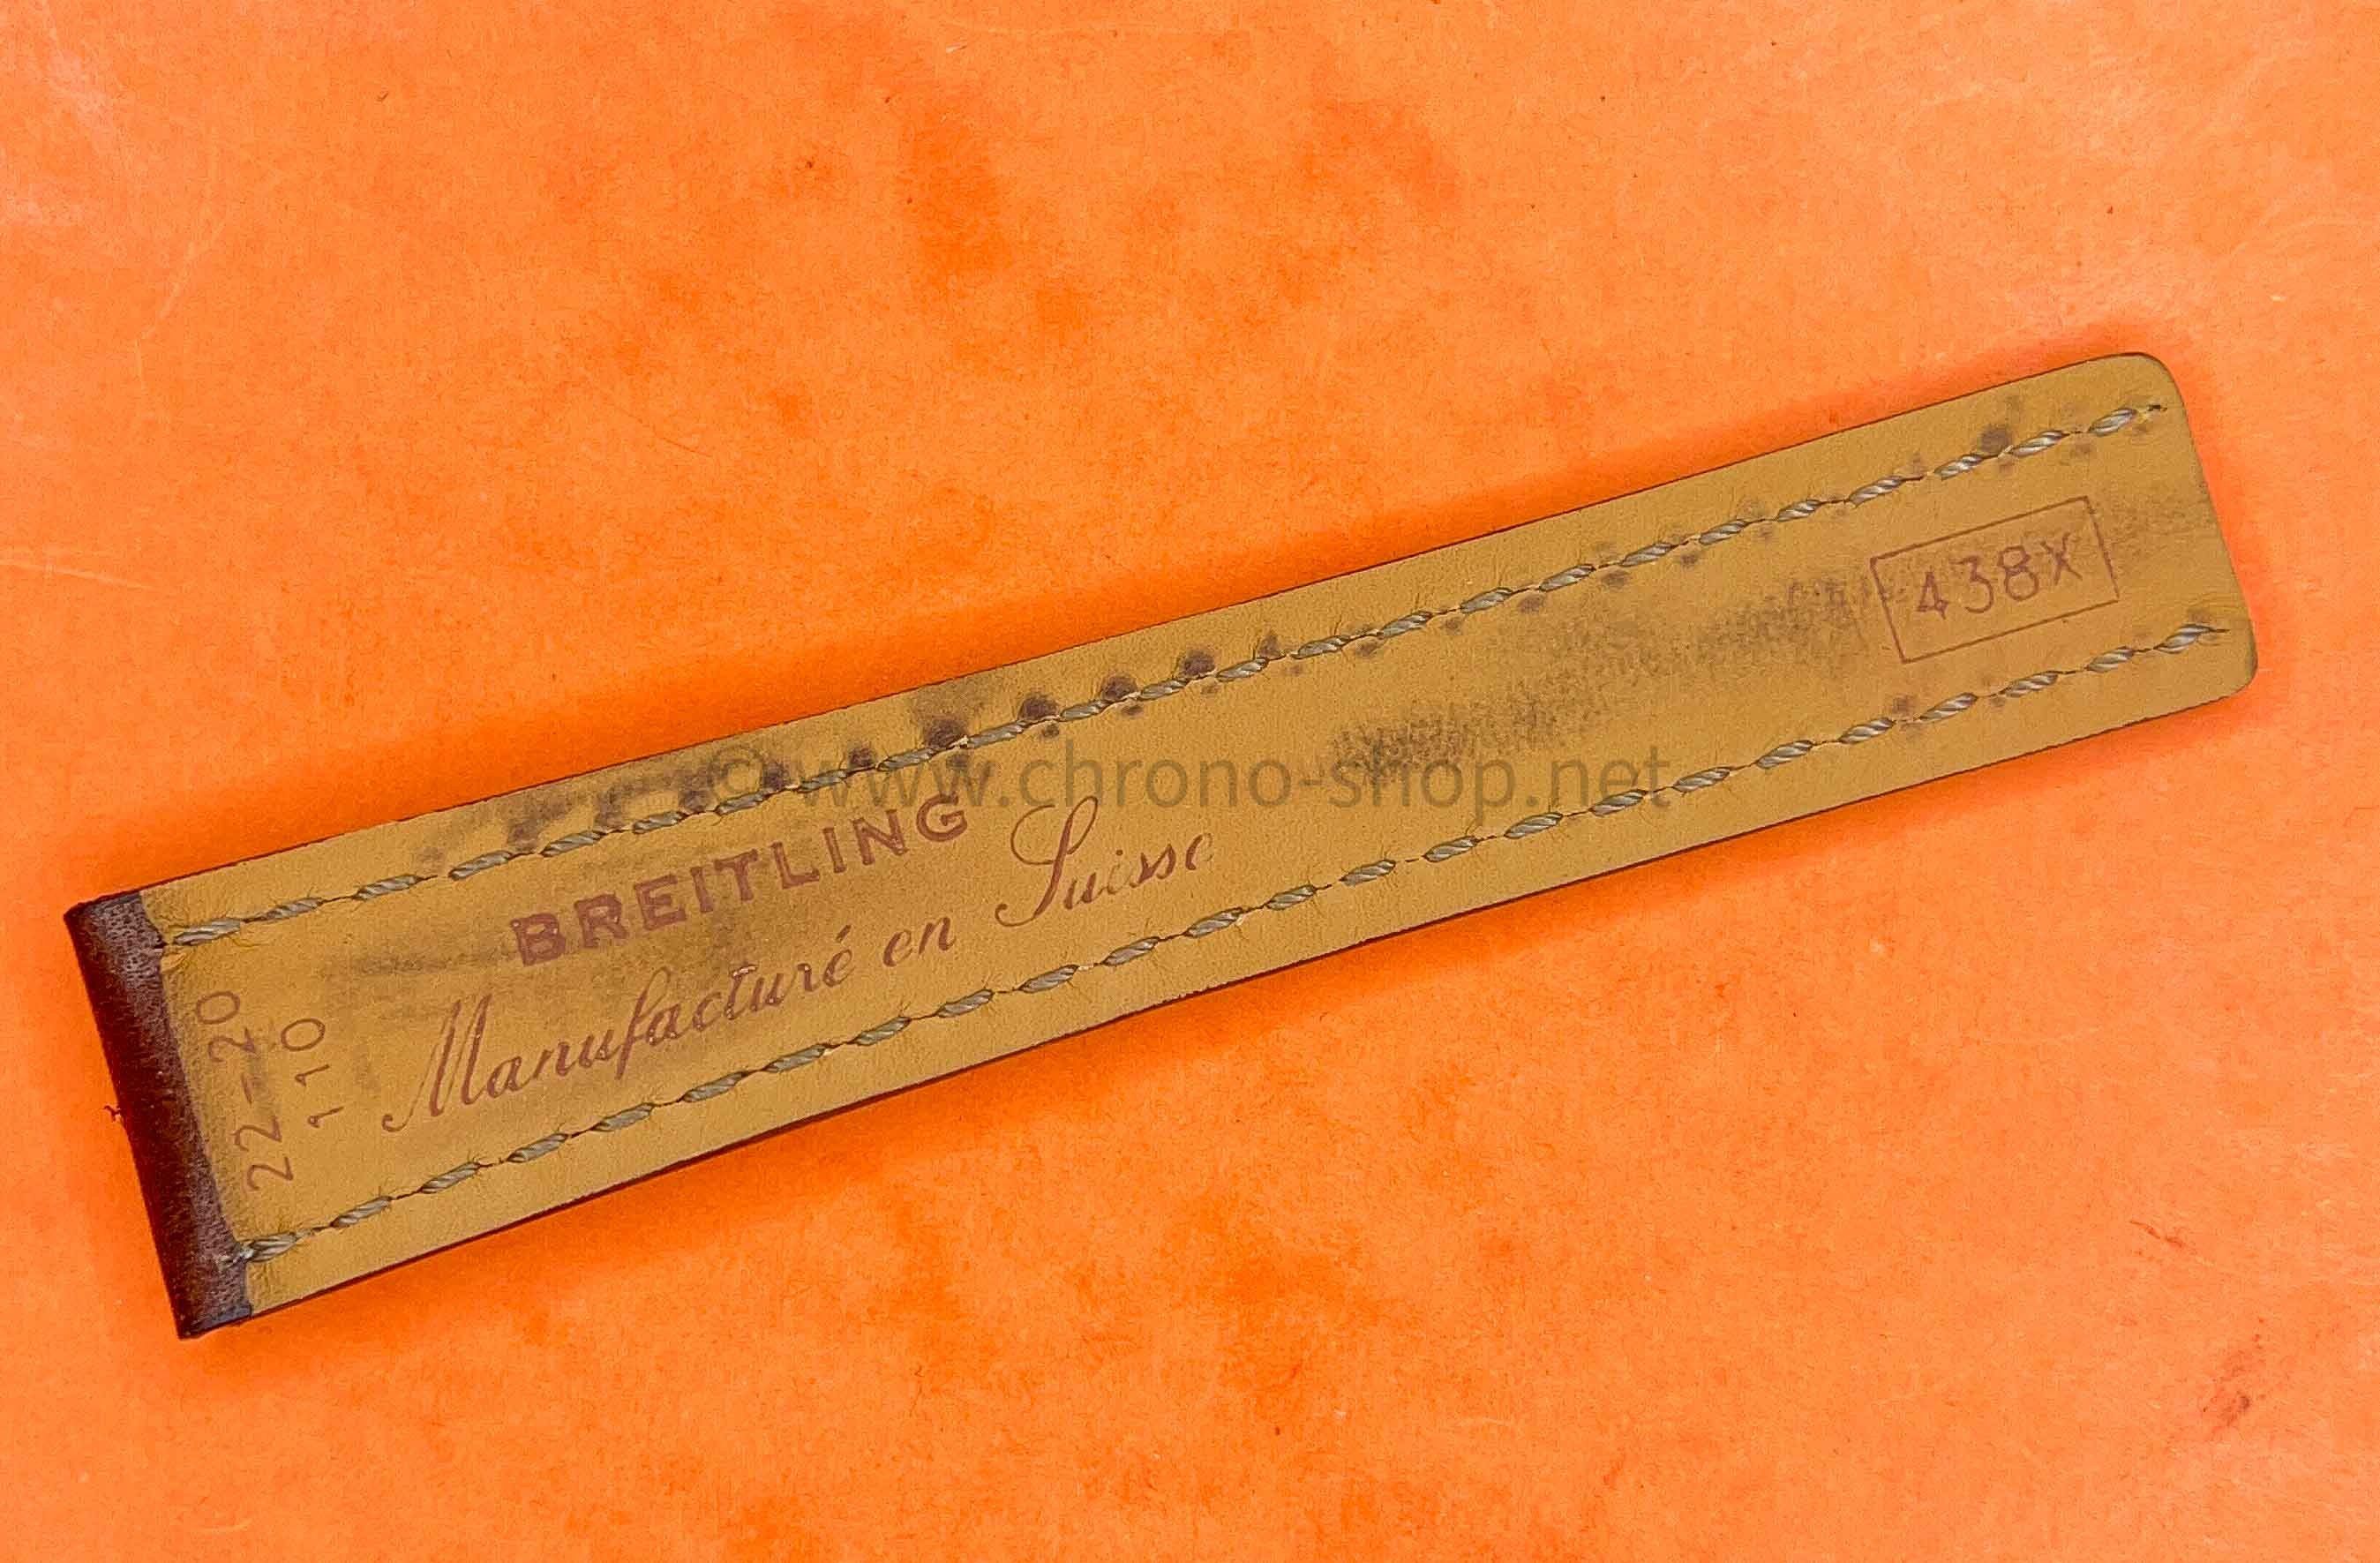 © www.chrono-shop.net
BREITLING
Manufacturé en Suisse
22-20
110
438X